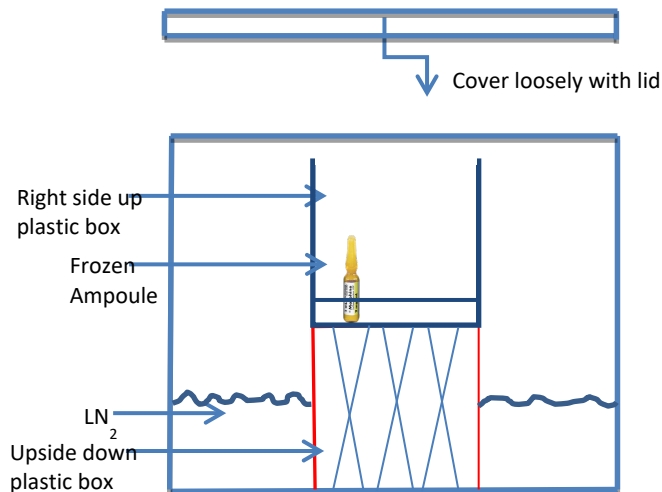 Cover loosely with lid
Right side up
plastic box
Frozen
Ampoule
LN
2
Upside down
plastic box